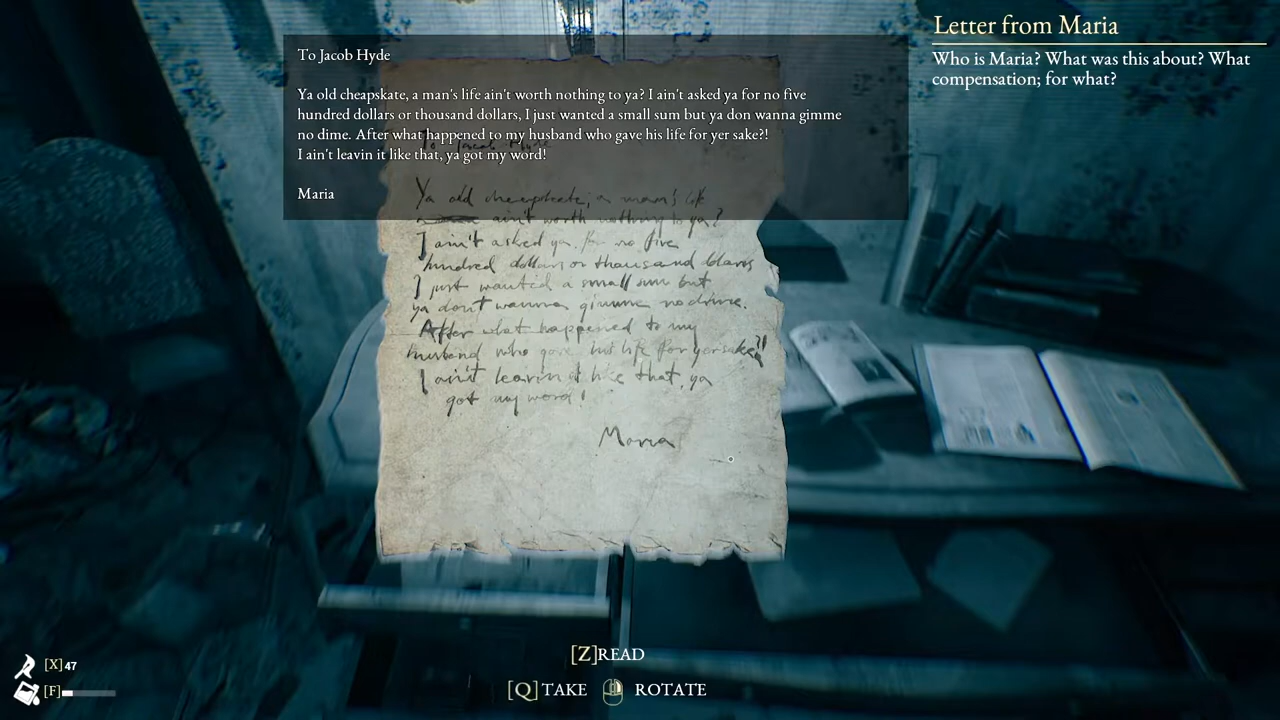 Letter from Maria
Who is Maria? What was this about? What
compensation; for what?
To Jacob Hyde
Ya old cheapskate, a man's life ain't worth nothing to ya? I ain't asked ya for no five
hundred dollars or thousand dollars, I just wanted a small sum but ya don wanna gimme
no dime. After what happened to my husband who gave his life for yer sake?!
I ain't leavin it like that, ya got my word!
Maria
To Jacob Hyde
Ya old cheapskate, a man's life
ain't worth nothing to ya?
I ain't asked ya for no five
hundred dollars or thousand dollars
I just wanted a small sum but
ya don't wanna gimme no dime.
After what happened to my
husband who gave his life for yer sake?!
I ain't leavin it like that, ya
got my word!
Maria
[Z]READ
[Q]TAKE ROTATE
[X]47
[F]